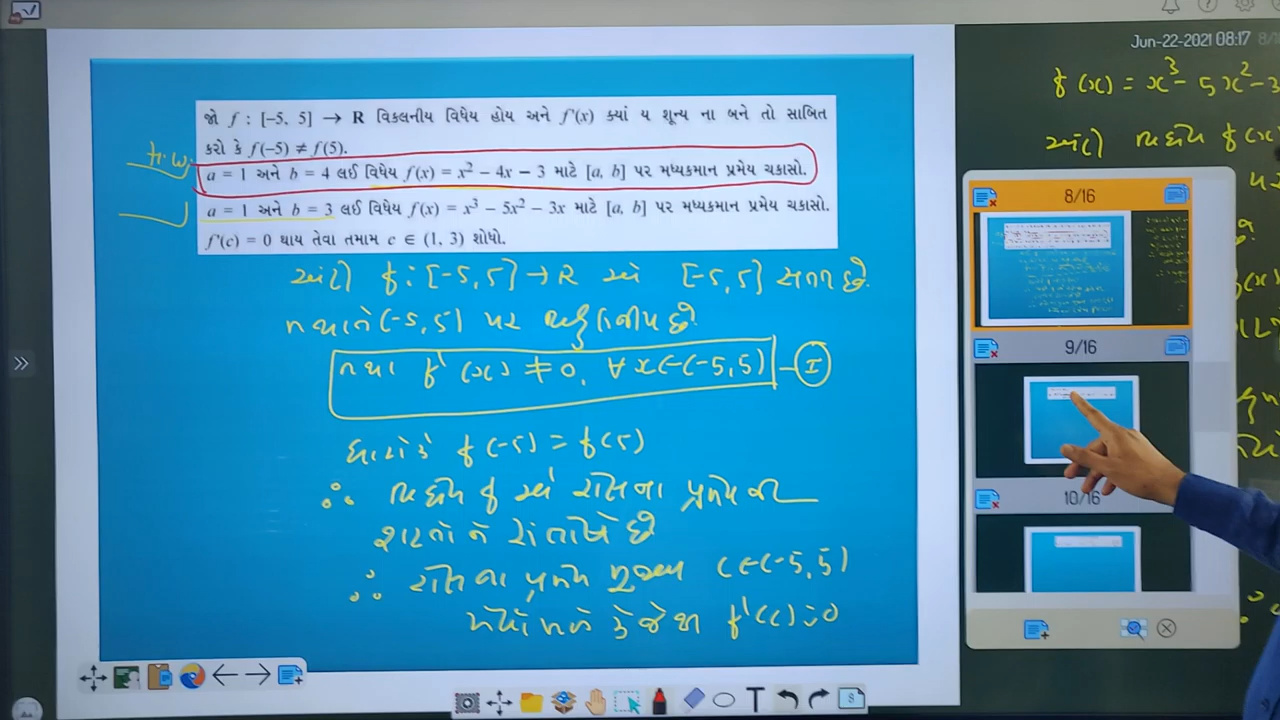 Jun-22-2021 08:17 8/1
જો f : [–5, 5] → R વિકલનીય વિધેય હોય અને f'(x) ક્યાં ય શૂન્ય ના બને તો સાબિત
કરો કે f(–5) ≠ f(5).
H.W.
a = 1 અને b = 4 લઈ વિધેય f(x) = x² – 4x – 3 માટે [a, b] પર મધ્યકમાન પ્રમેય ચકાસો.
a = 1 અને b = 3 લઈ વિધેય f(x) = x³ – 5x² – 3x માટે [a, b] પર મધ્યકમાન પ્રમેય ચકાસો.
f'(c) = 0 થાય તેવા તમામ c ∈ (1, 3) શોધો.
અહીં f : [-5,5] → R એ [-5,5] સતત છે.
તથા તે (-5,5) પર વિકલનીય છે.
તથા f'(x) ≠ 0, ∀ x ∈ (-5,5) — I
ધારો કે f(-5) = f(5)
∴ વિધેય f એ રોલના પ્રમેયની
શરતોને સંતોષે છે
∴ રોલના પ્રમેય મુજબ c ∈ (-5,5)
એવો મળે કે જેથી f'(c) = 0
f(x) = x³ - 5x² - 3
અહીં વિધેય f(x
8/16
9/16
10/16
T